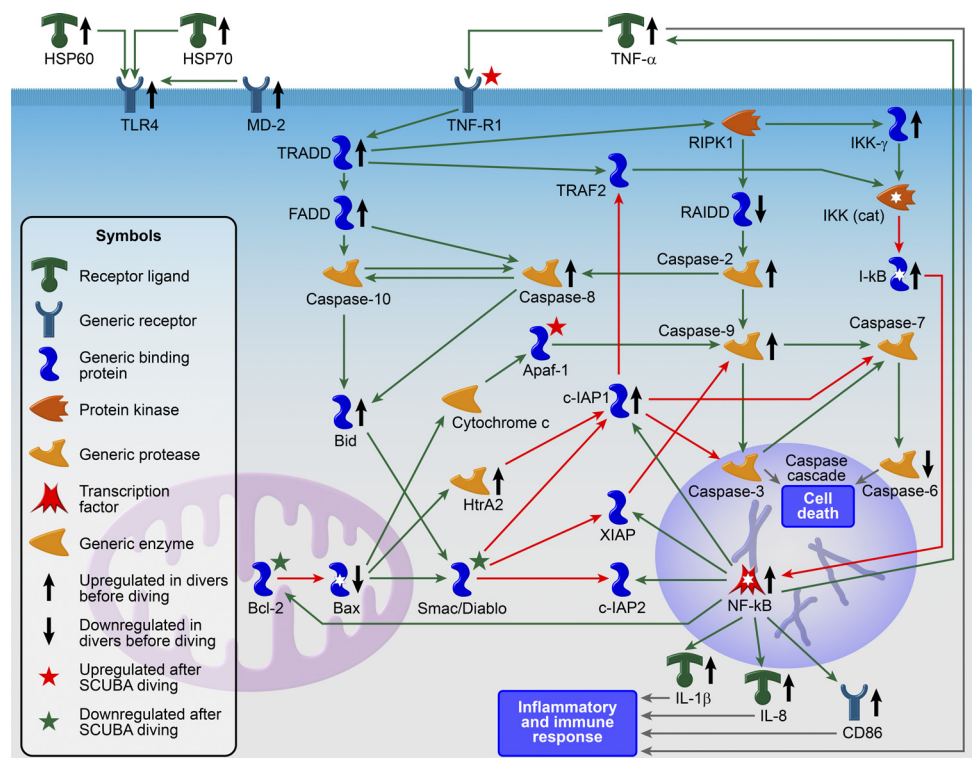 HSP60
HSP70
TNF-α
TLR4
MD-2
TNF-R1
TRADD
RIPK1
IKK-γ
TRAF2
FADD
RAIDD
IKK (cat)
Caspase-10
Caspase-8
Caspase-2
I-kB
Apaf-1
Caspase-9
Caspase-7
Bid
Cytochrome c
c-IAP1
HtrA2
XIAP
Caspase-3
Caspase
cascade
Cell
death
Caspase-6
Bcl-2
Bax
Smac/Diablo
c-IAP2
NF-kB
IL-1β
IL-8
CD86
Inflammatory
and immune
response
Symbols
Receptor ligand
Generic receptor
Generic binding
protein
Protein kinase
Generic protease
Transcription
factor
Generic enzyme
Upregulated in divers
before diving
Downregulated in
divers before diving
Upregulated after
SCUBA diving
Downregulated after
SCUBA diving